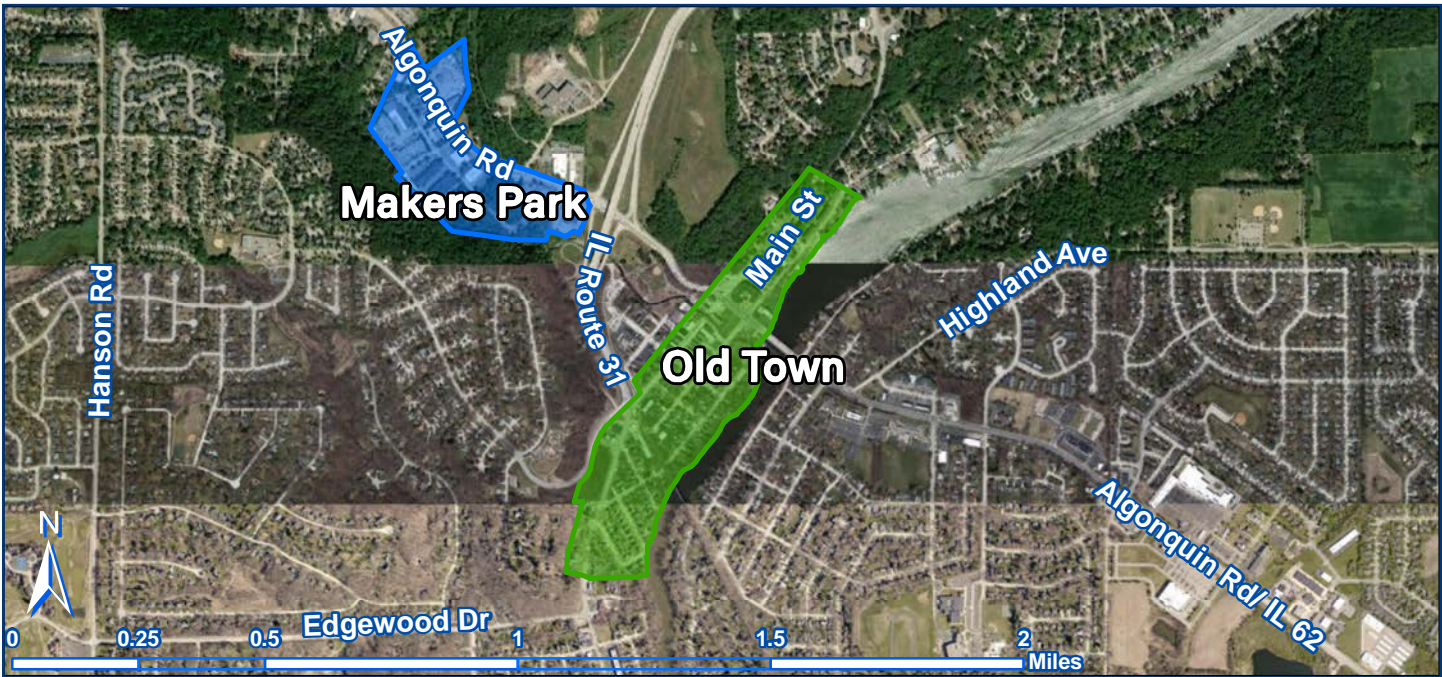 Algonquin Rd
Makers Park
Main St
IL Route 31
Highland Ave
Hanson Rd
Old Town
Algonquin Rd/ IL 62
N
Edgewood Dr
0 0.25 0.5 1 1.5 2
Miles